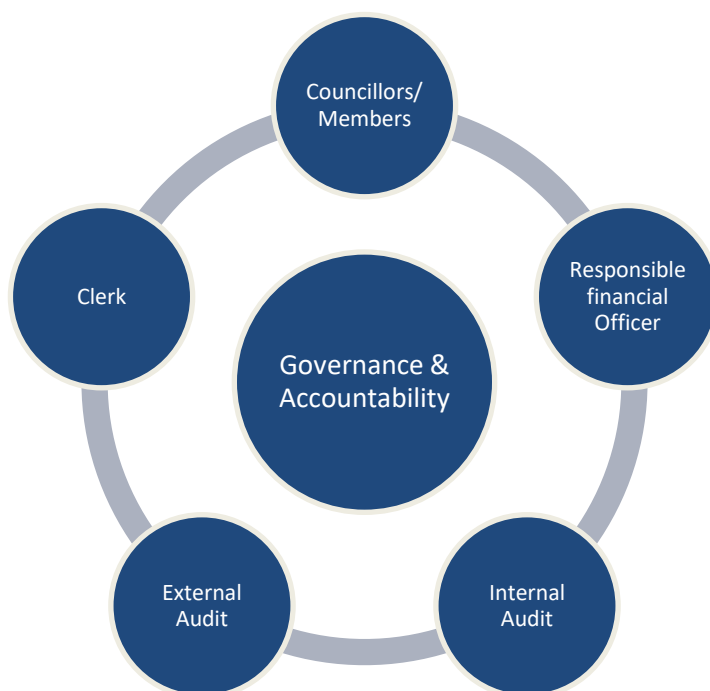 Councillors/
Members
Responsible
financial
Officer
Clerk
Governance &
Accountability
External
Audit
Internal
Audit